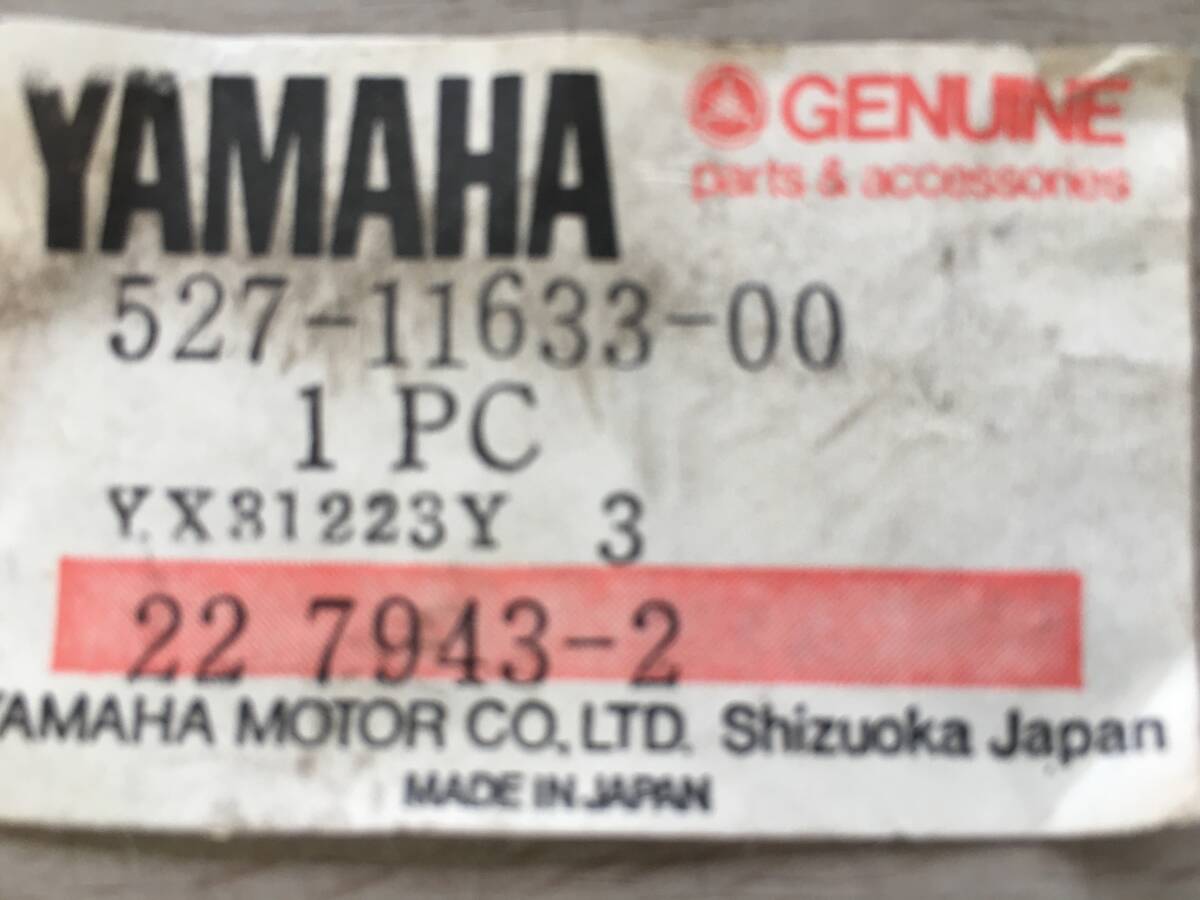 YAMAHA GENUINE
parts & accessories
527-11633-00
1 PC
YX31223Y 3
22 7943-2
YAMAHA MOTOR CO., LTD. Shizuoka Japan
MADE IN JAPAN